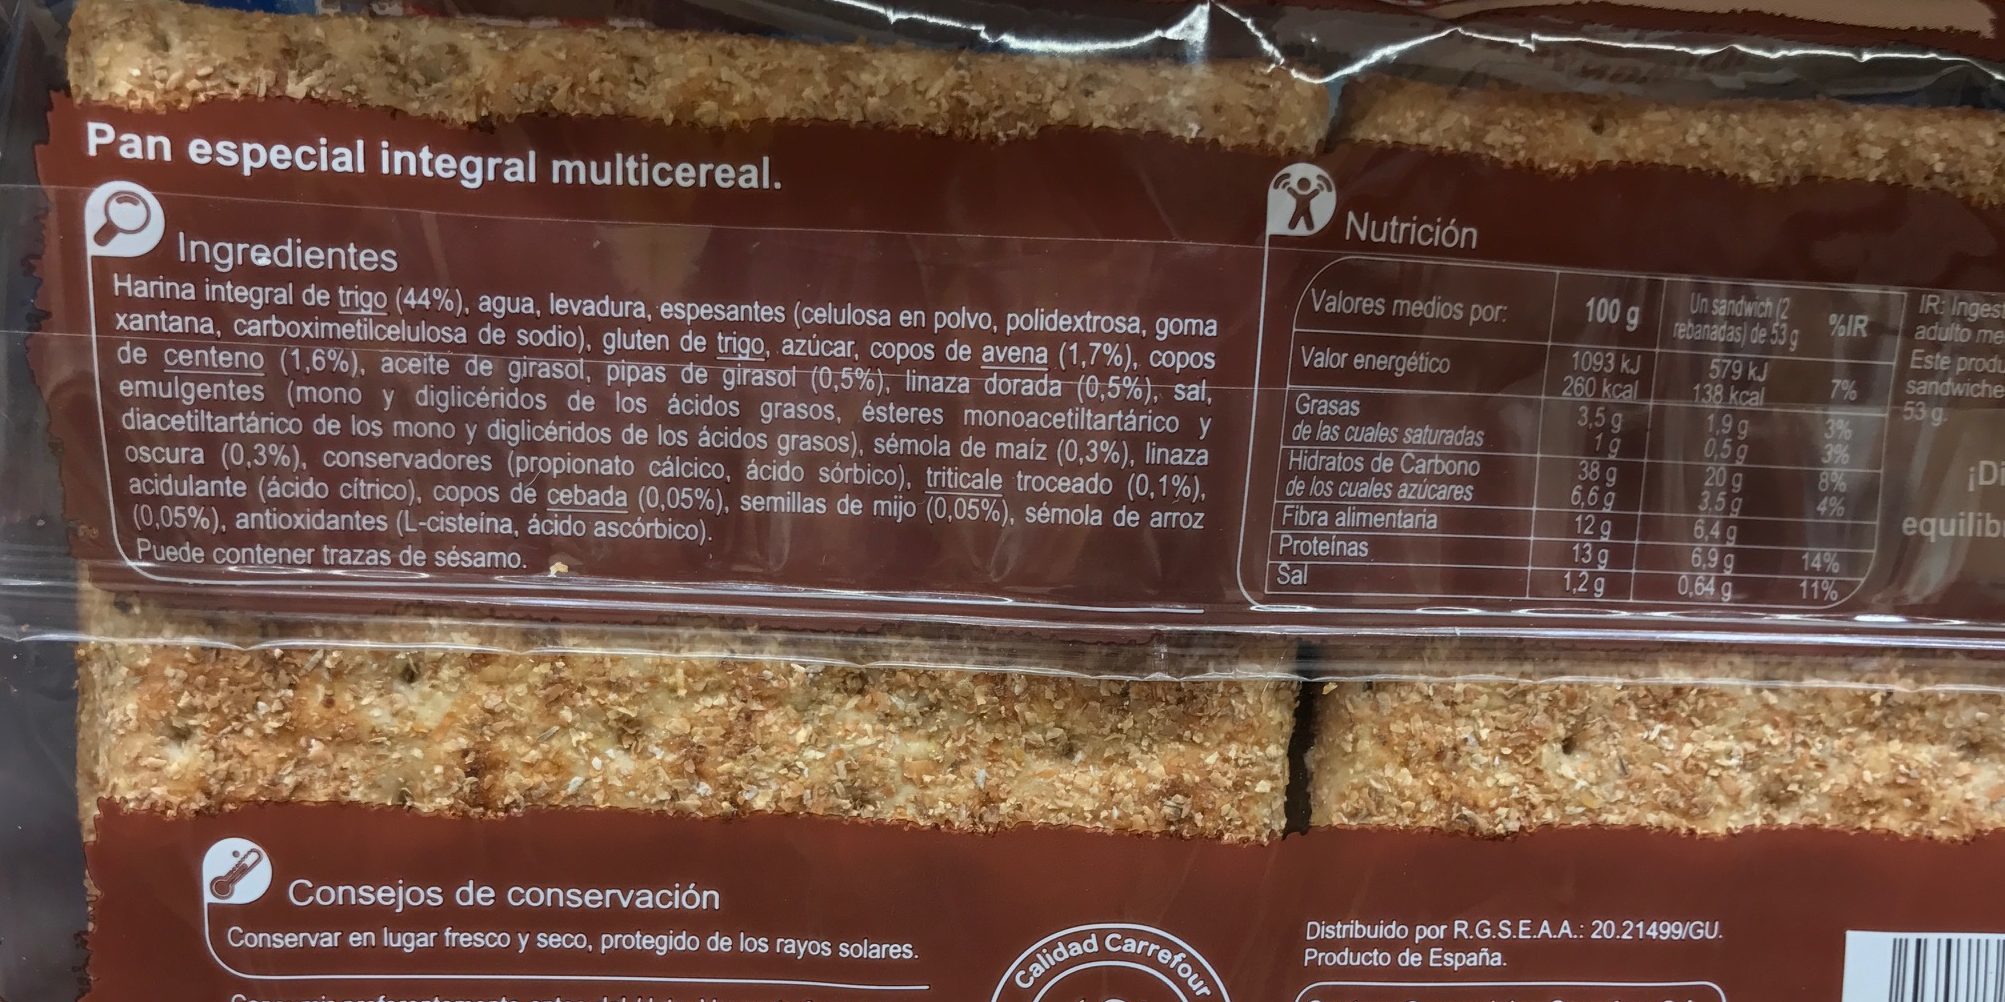 Pan especial integral multicereal.
Ingredientes
Harina integral de trigo (44%), agua, levadura, espesantes (celulosa en polvo, polidextrosa, goma
xantana, carboximetilcelulosa de sodio), gluten de trigo, azúcar, copos de avena (1,7%), copos
de centeno (1,6%), aceite de girasol, pipas de girasol (0,5%), linaza dorada (0,5%), sal,
emulgentes (mono y diglicéridos de los ácidos grasos, ésteres monoacetiltartárico y
diacetiltartárico de los mono y diglicéridos de los ácidos grasos), sémola de maíz (0,3%), linaza
oscura (0,3%), conservadores (propionato cálcico, ácido sórbico), triticale troceado (0,1%),
acidulante (ácido cítrico), copos de cebada (0,05%), semillas de mijo (0,05%), sémola de arroz
(0,05%), antioxidantes (L-cisteína, ácido ascórbico).
Puede contener trazas de sésamo.
Nutrición
Valores medios por: 100 g Un sandwich (2 rebanadas) de 53 g %IR
Valor energético 1093 kJ 579 kJ
260 kcal 138 kcal 7%
Grasas 3,5 g 1,9 g 3%
de las cuales saturadas 1 g 0,5 g 3%
Hidratos de Carbono 38 g 20 g 8%
de los cuales azúcares 6,6 g 3,5 g 4%
Fibra alimentaria 12 g 6,4 g
Proteínas 13 g 6,9 g 14%
Sal 1,2 g 0,64 g 11%
IR: Ingest
adulto me
Este produ
sandwiche
53 g.
¡Di
equilib
Consejos de conservación
Conservar en lugar fresco y seco, protegido de los rayos solares.
Calidad Carrefour
Distribuido por R.G.S.E.A.A.: 20.21499/GU.
Producto de España.